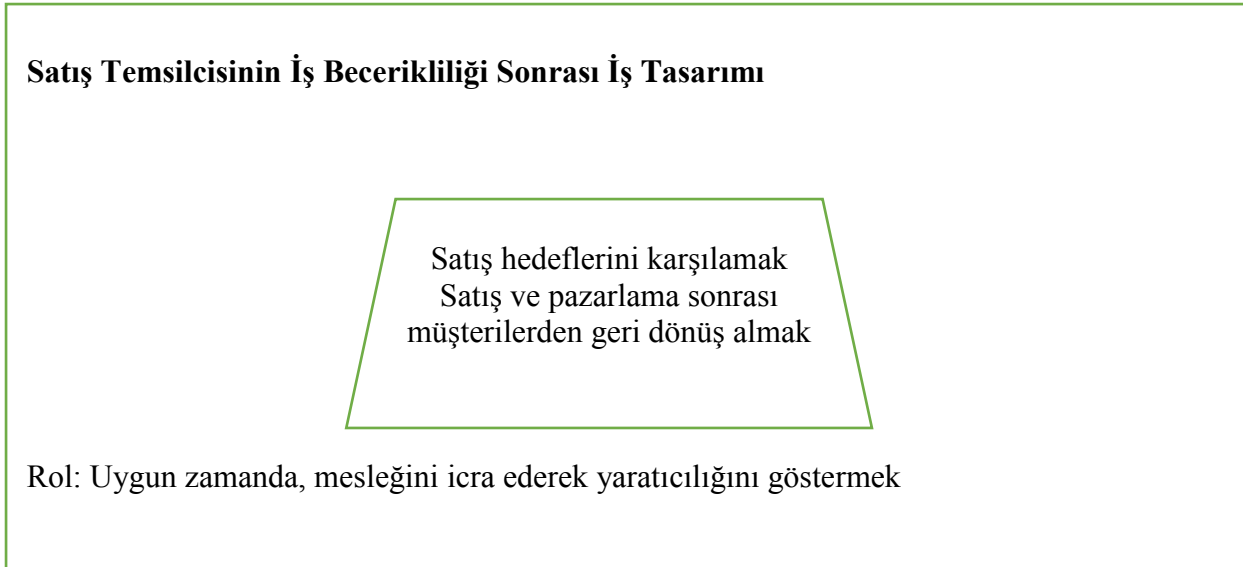 Satış Temsilcisinin İş Becerikliliği Sonrası İş Tasarımı
Satış hedeflerini karşılamak
Satış ve pazarlama sonrası
müşterilerden geri dönüş almak
Rol: Uygun zamanda, mesleğini icra ederek yaratıcılığını göstermek